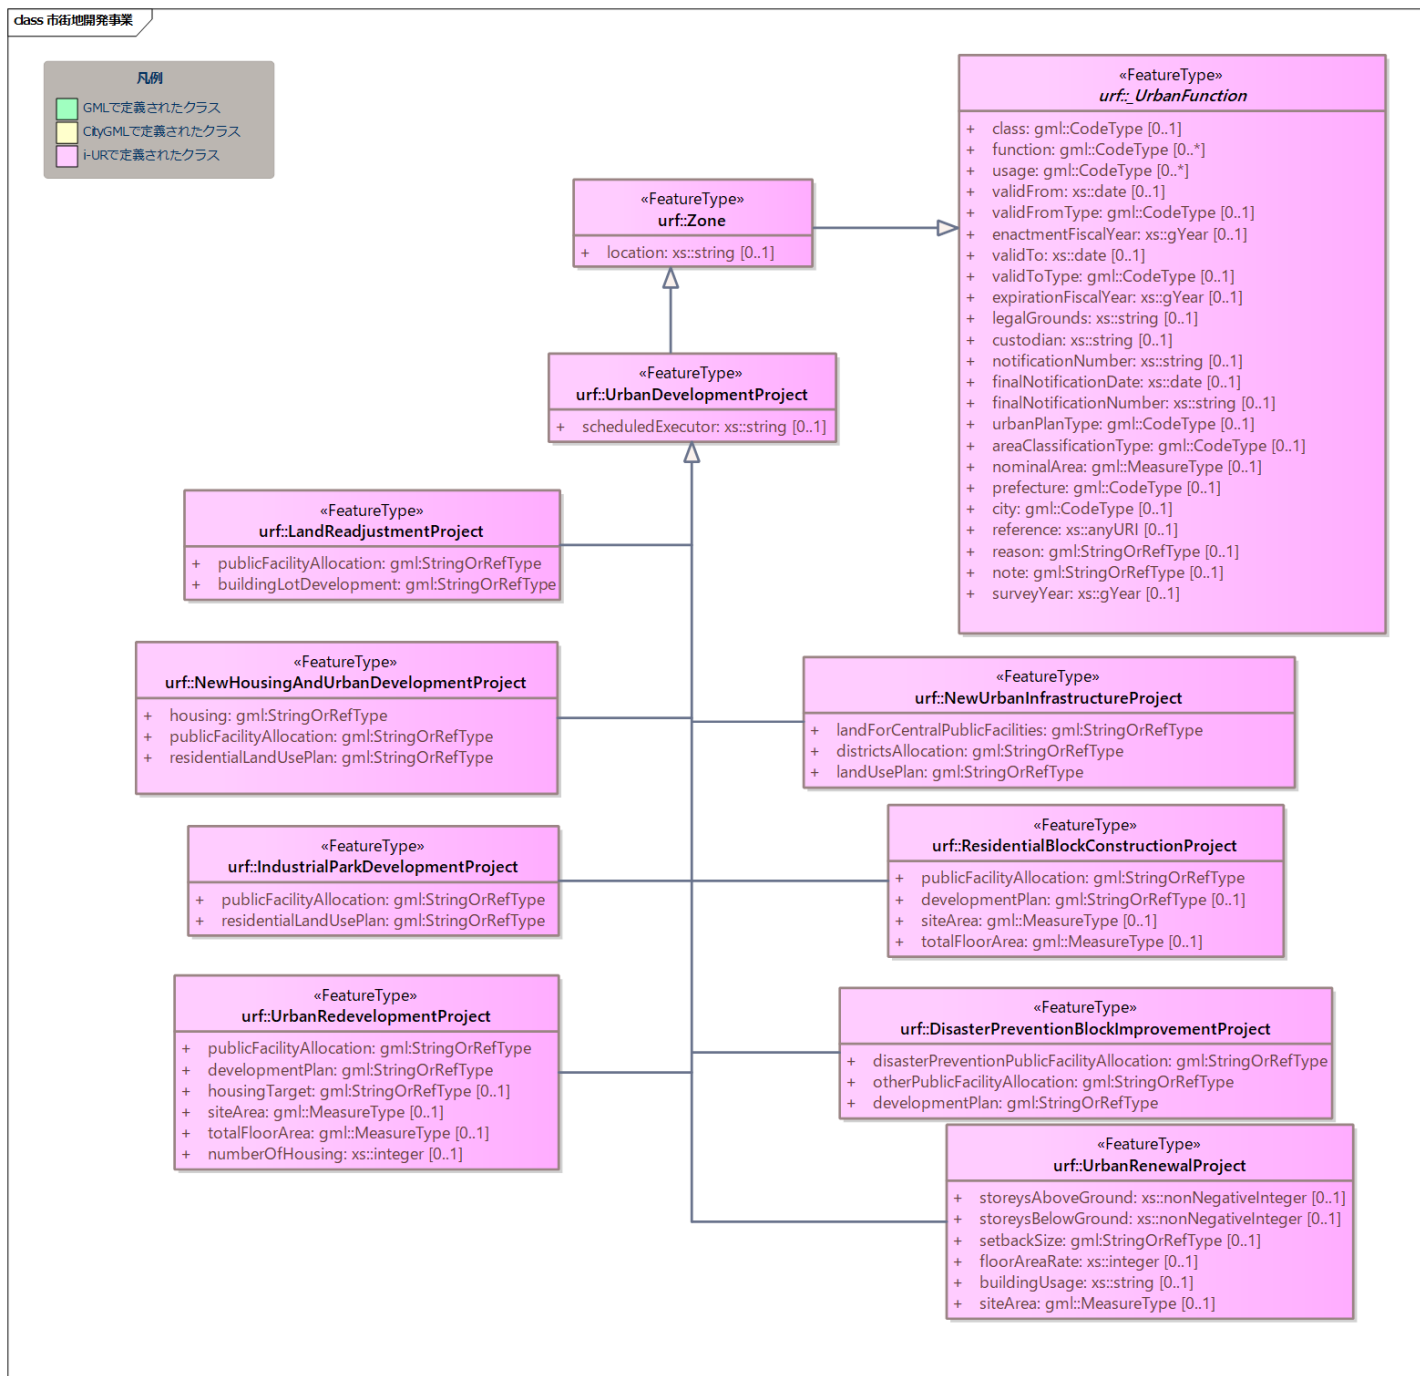 class 市街地開発事業
凡例
GMLで定義されたクラス
CityGMLで定義されたクラス
i-URで定義されたクラス
«FeatureType»
urf::_UrbanFunction
+ class: gml::CodeType [0..1]
+ function: gml::CodeType [0..*]
+ usage: gml::CodeType [0..*]
+ validFrom: xs::date [0..1]
+ validFromType: gml::CodeType [0..1]
+ enactmentFiscalYear: xs::gYear [0..1]
+ validTo: xs::date [0..1]
+ validToType: gml::CodeType [0..1]
+ expirationFiscalYear: xs::gYear [0..1]
+ legalGrounds: xs::string [0..1]
+ custodian: xs::string [0..1]
+ notificationNumber: xs::string [0..1]
+ finalNotificationDate: xs::date [0..1]
+ finalNotificationNumber: xs::string [0..1]
+ urbanPlanType: gml::CodeType [0..1]
+ areaClassificationType: gml::CodeType [0..1]
+ nominalArea: gml::MeasureType [0..1]
+ prefecture: gml::CodeType [0..1]
+ city: gml::CodeType [0..1]
+ reference: xs::anyURI [0..1]
+ reason: gml::StringOrRefType [0..1]
+ note: gml:StringOrRefType [0..1]
+ surveyYear: xs::gYear [0..1]
«FeatureType»
urf::Zone
+ location: xs::string [0..1]
«FeatureType»
urf::UrbanDevelopmentProject
+ scheduledExecutor: xs::string [0..1]
«FeatureType»
urf::LandReadjustmentProject
+ publicFacilityAllocation: gml:StringOrRefType
+ buildingLotDevelopment: gml:StringOrRefType
«FeatureType»
urf::NewHousingAndUrbanDevelopmentProject
+ housing: gml:StringOrRefType
+ publicFacilityAllocation: gml:StringOrRefType
+ residentialLandUsePlan: gml:StringOrRefType
«FeatureType»
urf::NewUrbanInfrastructureProject
+ landForCentralPublicFacilities: gml:StringOrRefType
+ districtsAllocation: gml:StringOrRefType
+ landUsePlan: gml:StringOrRefType
«FeatureType»
urf::IndustrialParkDevelopmentProject
+ publicFacilityAllocation: gml:StringOrRefType
+ residentialLandUsePlan: gml:StringOrRefType
«FeatureType»
urf::ResidentialBlockConstructionProject
+ publicFacilityAllocation: gml:StringOrRefType
+ developmentPlan: gml:StringOrRefType [0..1]
+ siteArea: gml::MeasureType [0..1]
+ totalFloorArea: gml::MeasureType [0..1]
«FeatureType»
urf::UrbanRedevelopmentProject
+ publicFacilityAllocation: gml:StringOrRefType
+ developmentPlan: gml:StringOrRefType
+ housingTarget: gml:StringOrRefType [0..1]
+ siteArea: gml::MeasureType [0..1]
+ totalFloorArea: gml::MeasureType [0..1]
+ numberOfHousing: xs::integer [0..1]
«FeatureType»
urf::DisasterPreventionBlockImprovementProject
+ disasterPreventionPublicFacilityAllocation: gml:StringOrRefType
+ otherPublicFacilityAllocation: gml:StringOrRefType
+ developmentPlan: gml:StringOrRefType
«FeatureType»
urf::UrbanRenewalProject
+ storeysAboveGround: xs::nonNegativeInteger [0..1]
+ storeysBelowGround: xs::nonNegativeInteger [0..1]
+ setbackSize: gml:StringOrRefType [0..1]
+ floorAreaRate: xs::integer [0..1]
+ buildingUsage: xs::string [0..1]
+ siteArea: gml::MeasureType [0..1]